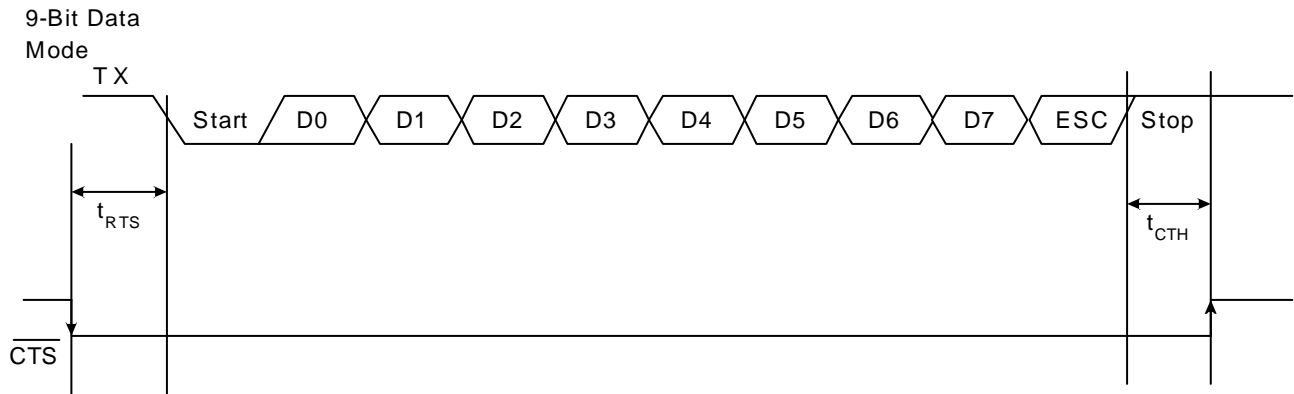 9-Bit Data
Mode
TX
Start D0 D1 D2 D3 D4 D5 D6 D7 ESC Stop
tRTS
tCTH
CTS